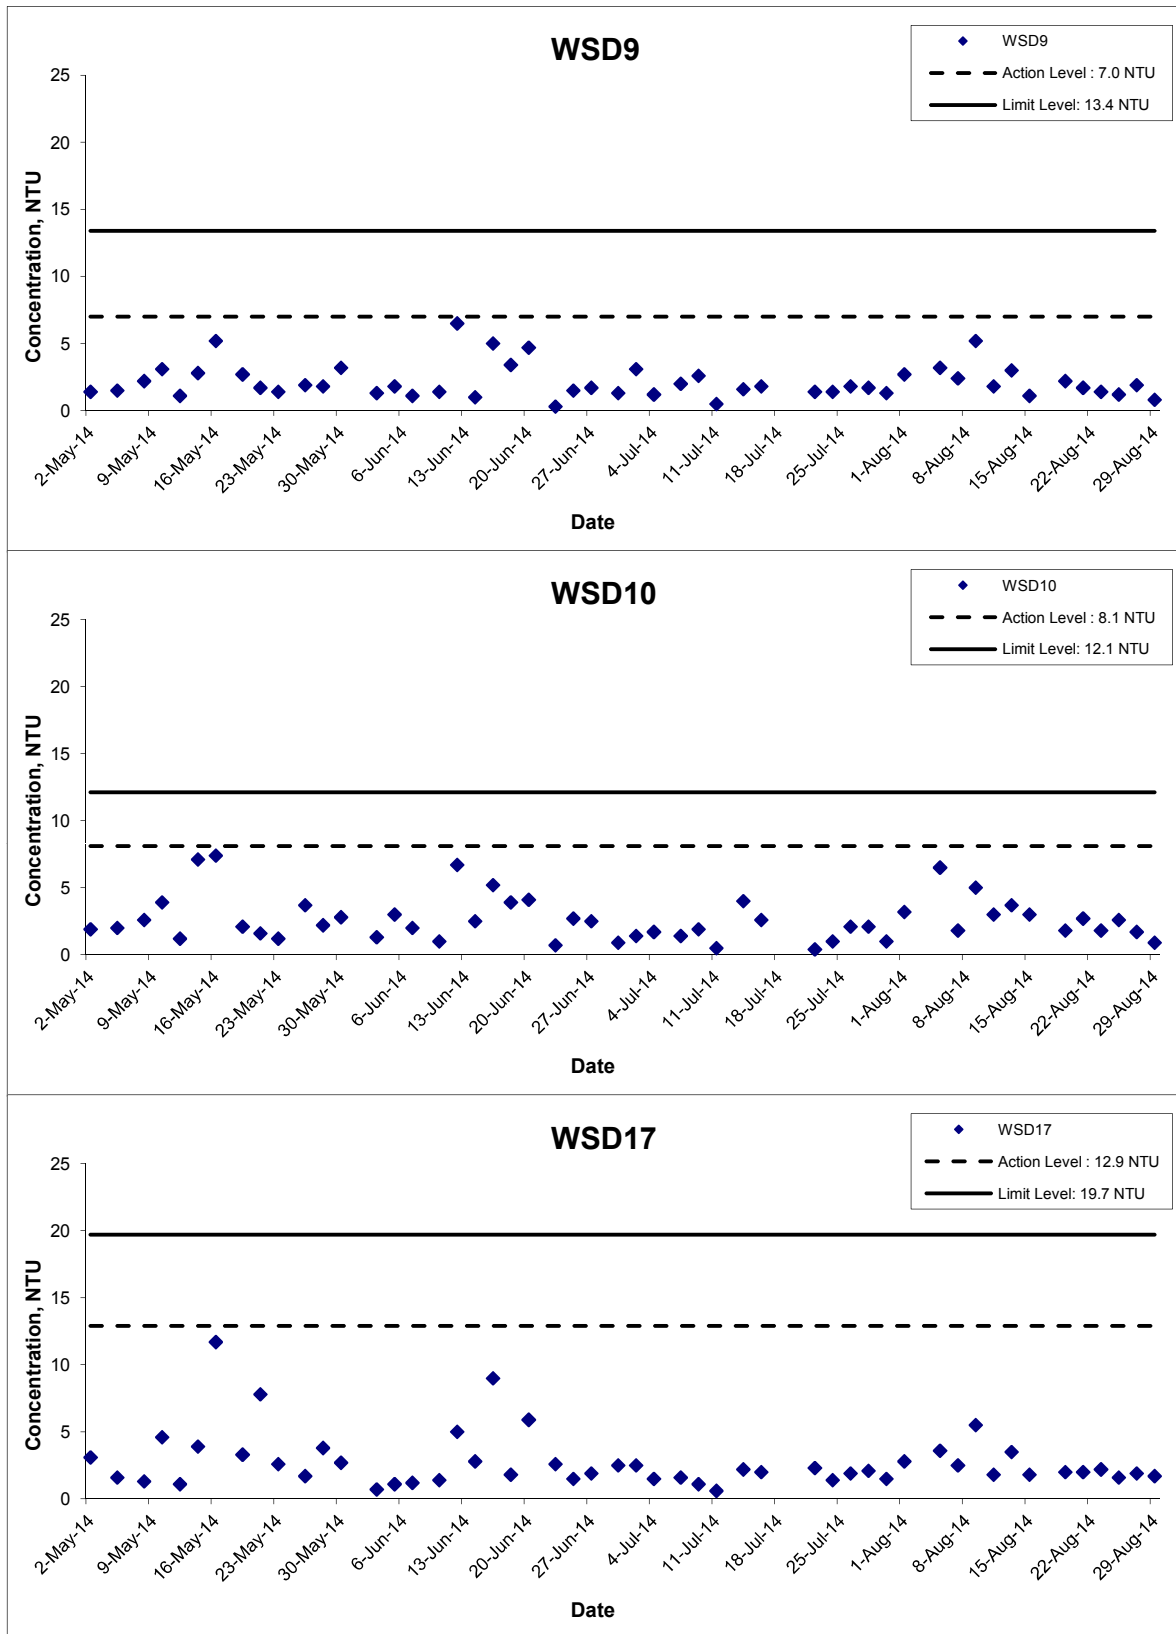 WSD9
WSD9
Action Level : 7.0 NTU
Limit Level: 13.4 NTU
Concentration, NTU
25
20
15
10
5
0
2-May-14
9-May-14
16-May-14
23-May-14
30-May-14
6-Jun-14
13-Jun-14
20-Jun-14
27-Jun-14
4-Jul-14
11-Jul-14
18-Jul-14
25-Jul-14
1-Aug-14
8-Aug-14
15-Aug-14
22-Aug-14
29-Aug-14
Date
WSD10
WSD10
Action Level : 8.1 NTU
Limit Level: 12.1 NTU
Concentration, NTU
25
20
15
10
5
0
2-May-14
9-May-14
16-May-14
23-May-14
30-May-14
6-Jun-14
13-Jun-14
20-Jun-14
27-Jun-14
4-Jul-14
11-Jul-14
18-Jul-14
25-Jul-14
1-Aug-14
8-Aug-14
15-Aug-14
22-Aug-14
29-Aug-14
Date
WSD17
WSD17
Action Level : 12.9 NTU
Limit Level: 19.7 NTU
Concentration, NTU
25
20
15
10
5
0
2-May-14
9-May-14
16-May-14
23-May-14
30-May-14
6-Jun-14
13-Jun-14
20-Jun-14
27-Jun-14
4-Jul-14
11-Jul-14
18-Jul-14
25-Jul-14
1-Aug-14
8-Aug-14
15-Aug-14
22-Aug-14
29-Aug-14
Date